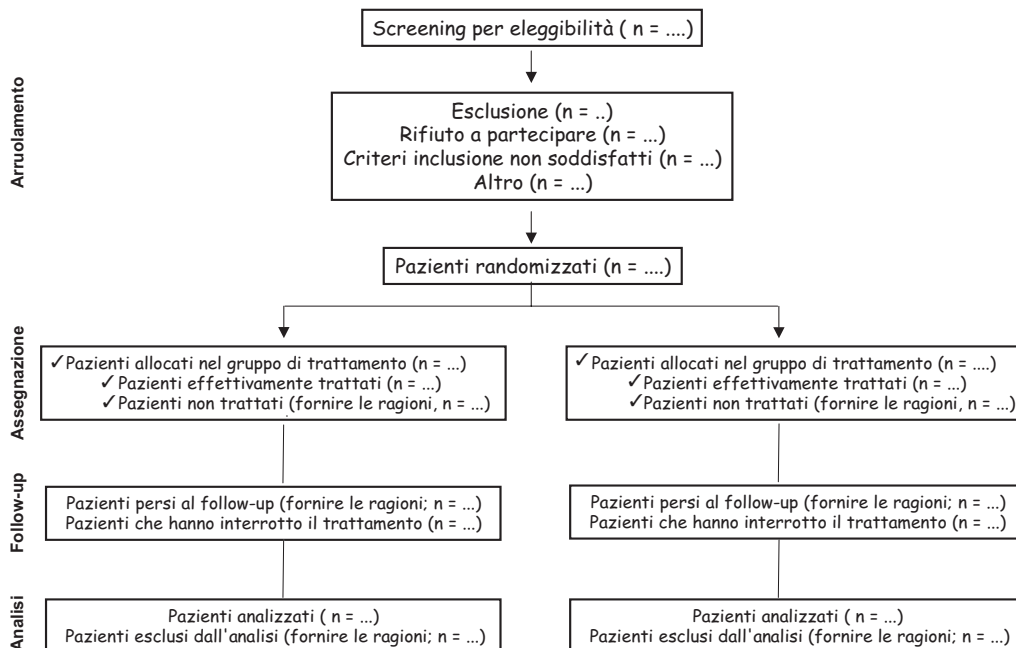 Screening per eleggibilità ( n = ....)
Arruolamento
Esclusione (n = ..)
Rifiuto a partecipare (n = ...)
Criteri inclusione non soddisfatti (n = ...)
Altro (n = ...)
Pazienti randomizzati (n = ....)
Assegnazione
✓Pazienti allocati nel gruppo di trattamento (n = ...)
✓Pazienti effettivamente trattati (n = ...)
✓Pazienti non trattati (fornire le ragioni, n = ...)
✓Pazienti allocati nel gruppo di trattamento (n = ....)
✓Pazienti effettivamente trattati (n = ...)
✓Pazienti non trattati (fornire le ragioni, n = ...)
Follow-up
Pazienti persi al follow-up (fornire le ragioni; n = ...)
Pazienti che hanno interrotto il trattamento (n = ...)
Pazienti persi al follow-up (fornire le ragioni; n = ...)
Pazienti che hanno interrotto il trattamento (n = ...)
Analisi
Pazienti analizzati ( n = ...)
Pazienti esclusi dall'analisi (fornire le ragioni; n = ...)
Pazienti analizzati ( n = ...)
Pazienti esclusi dall'analisi (fornire le ragioni; n = ...)